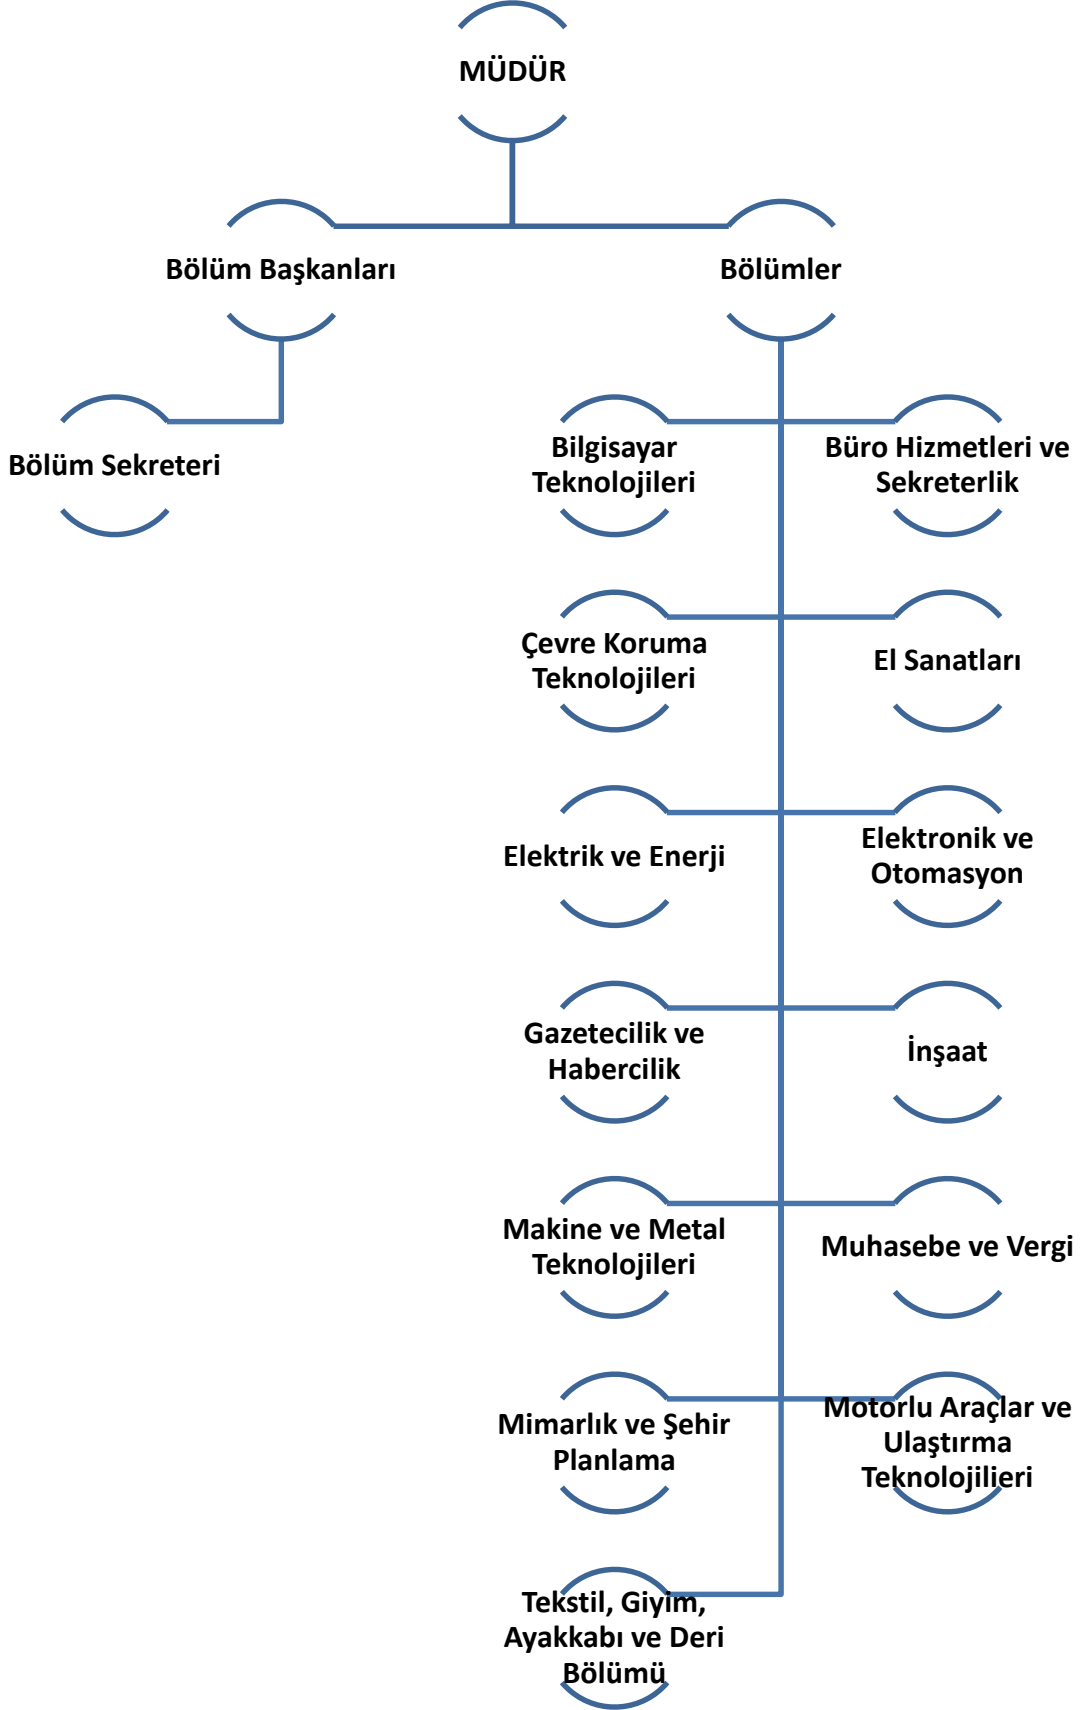 MÜDÜR
Bölüm Başkanları
Bölümler
Bölüm Sekreteri
Bilgisayar
Teknolojileri
Büro Hizmetleri ve
Sekreterlik
Çevre Koruma
Teknolojileri
El Sanatları
Elektrik ve Enerji
Elektronik ve
Otomasyon
Gazetecilik ve
Habercilik
İnşaat
Makine ve Metal
Teknolojileri
Muhasebe ve Vergi
Mimarlık ve Şehir
Planlama
Motorlu Araçlar ve
Ulaştırma
Teknolojilieri
Tekstil, Giyim,
Ayakkabı ve Deri
Bölümü